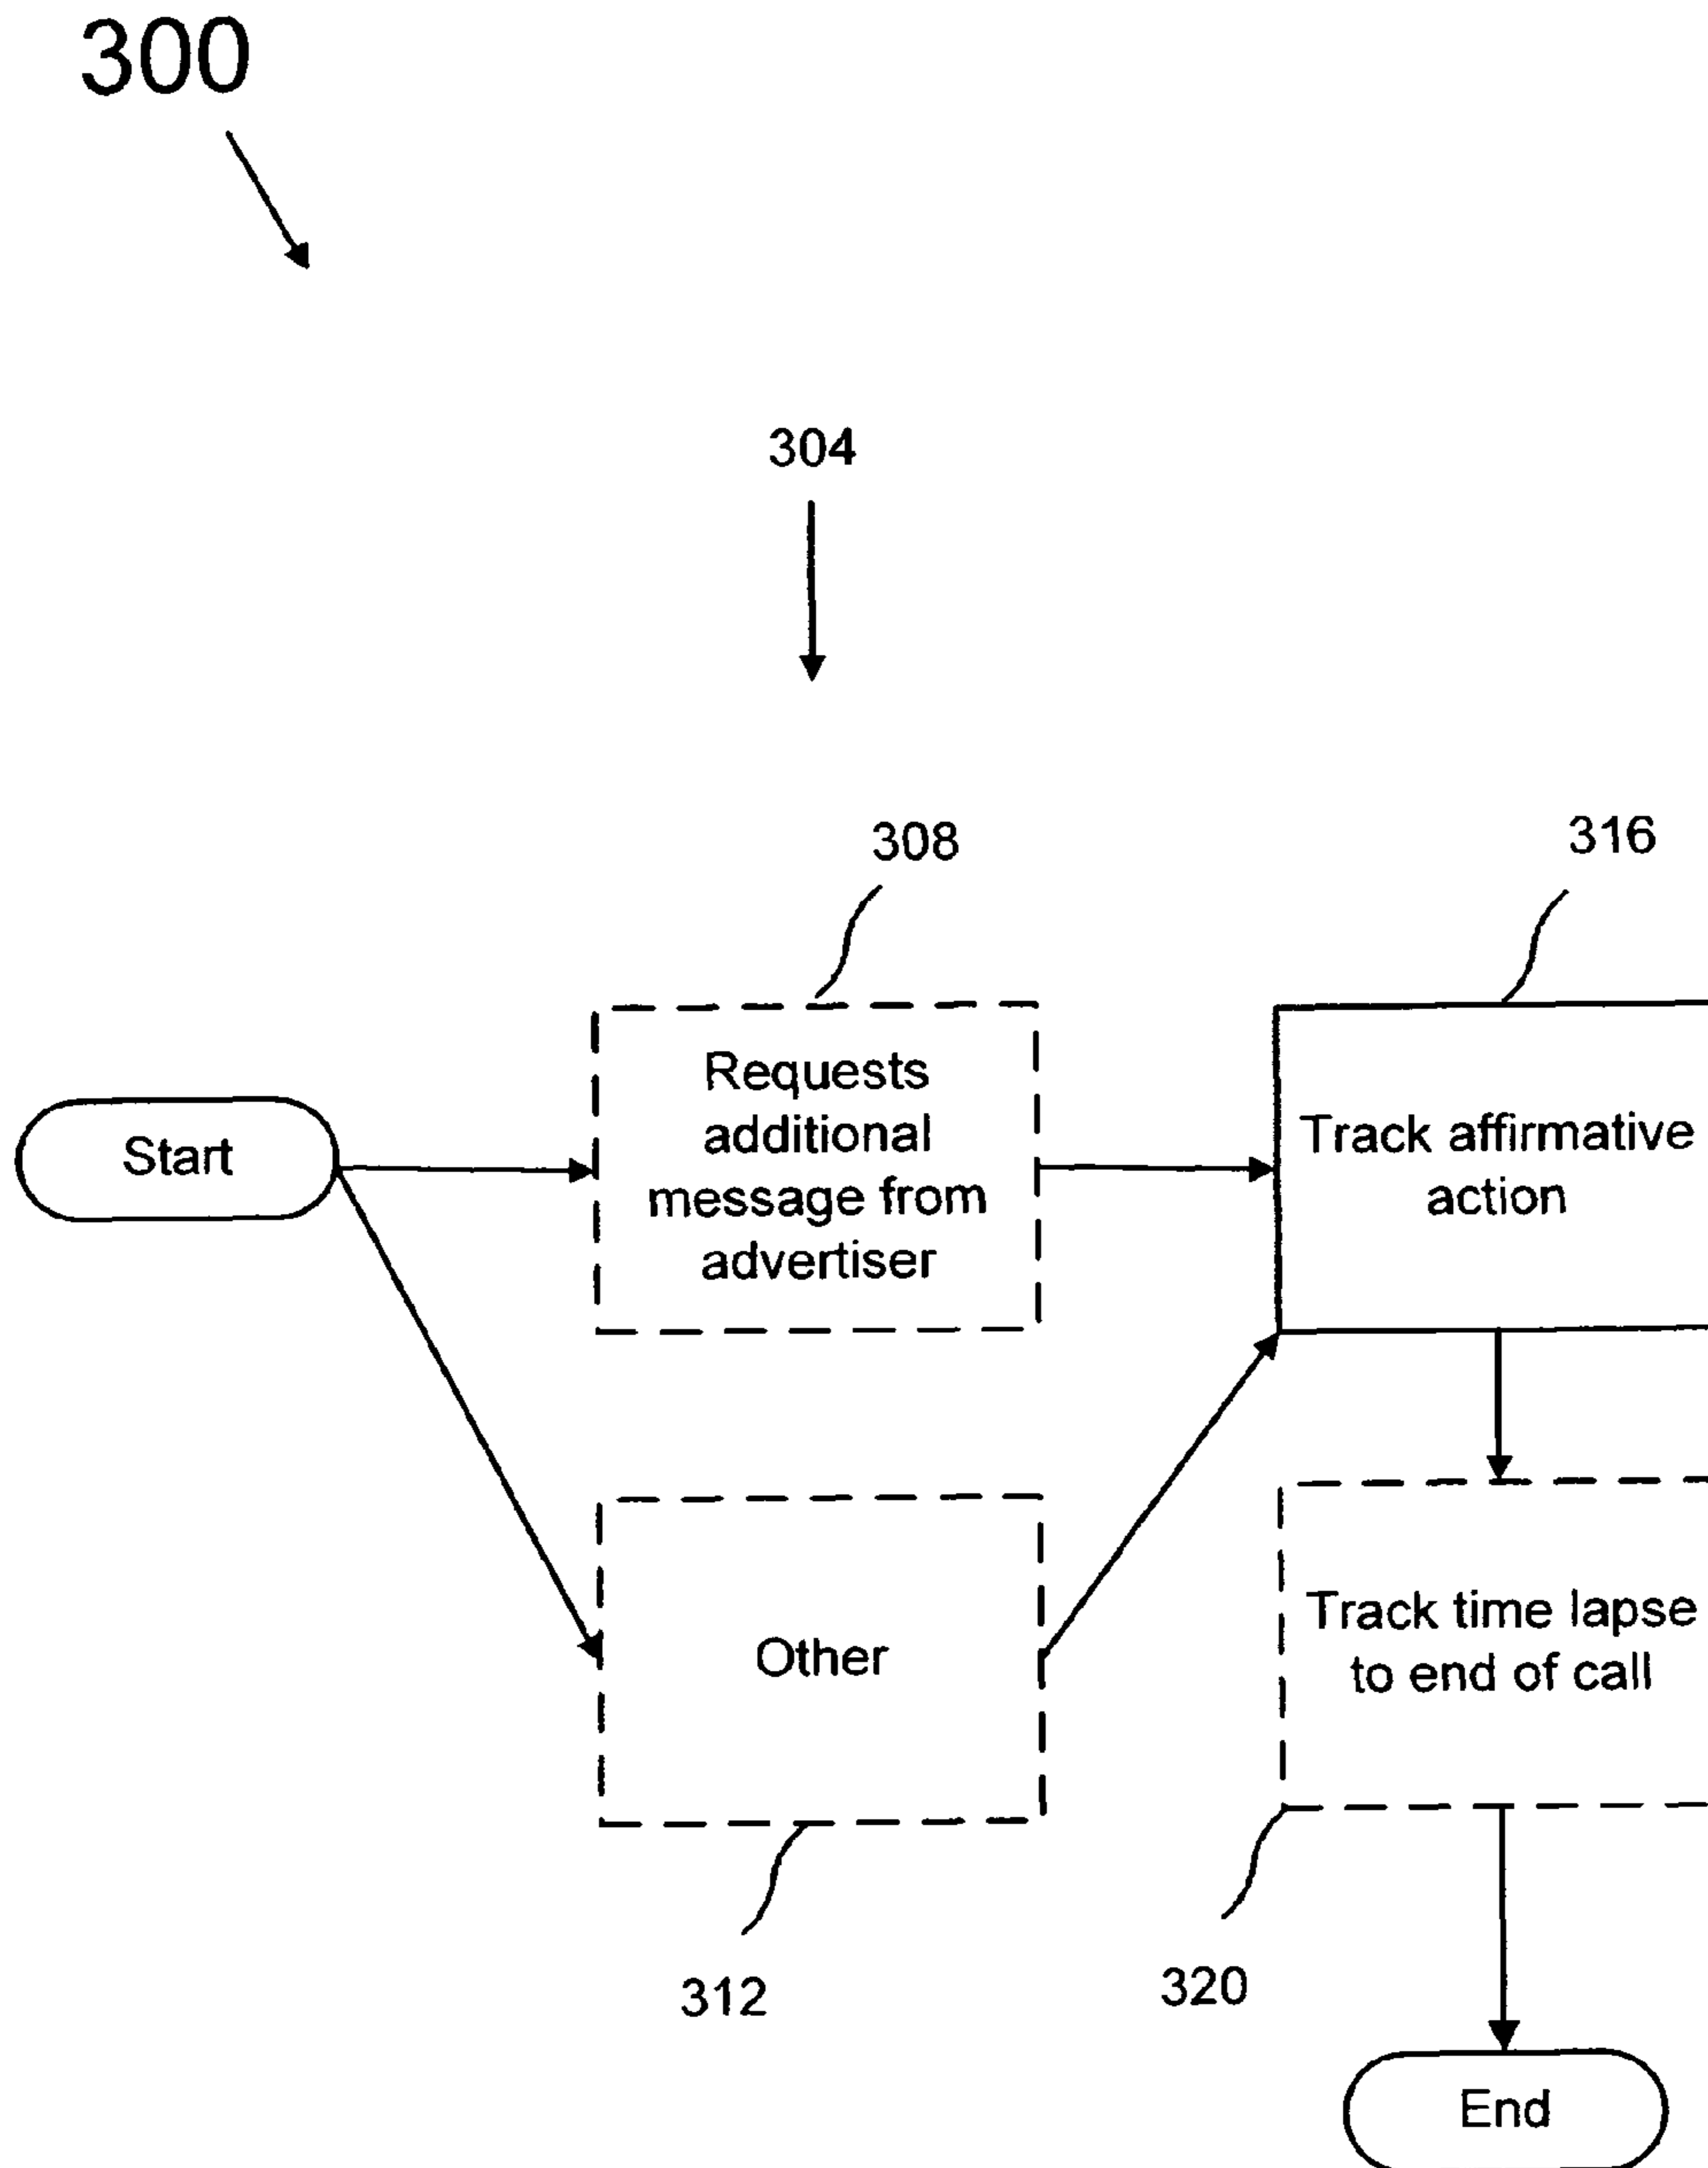 300
304
308
316
Start
Requests
additional
message from
advertiser
Track affirmative
action
Other
Track time lapse
to end of call
312
320
End